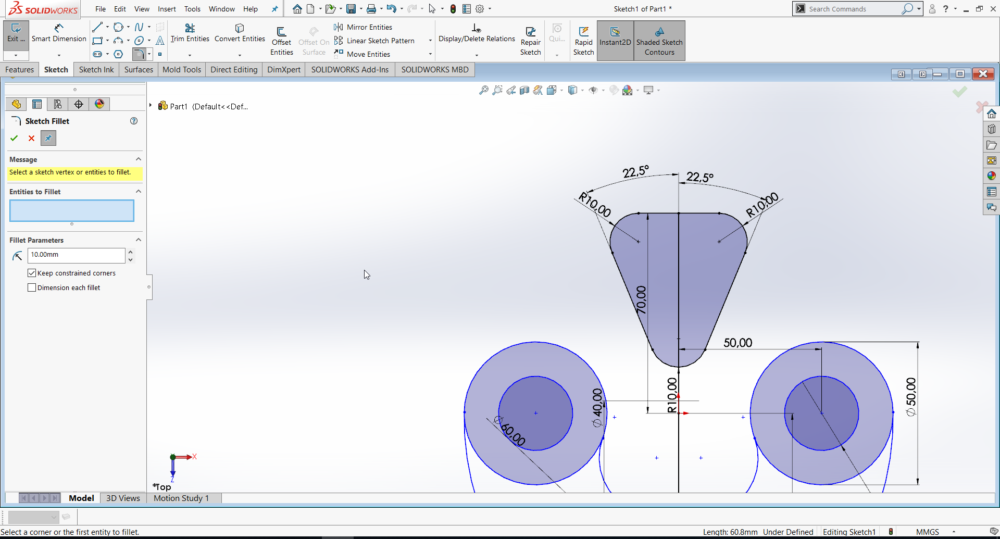 SOLIDWORKS
File Edit View Insert Tools Window Help
Sketch1 of Part1 *
Search Commands
Exit ...
Smart Dimension
Trim Entities
Convert Entities
Offset Entities
Offset On Surface
Mirror Entities
Linear Sketch Pattern
Move Entities
Display/Delete Relations
Repair Sketch
Qui...
Rapid Sketch
Instant2D
Shaded Sketch Contours
Features Sketch Sketch Ink Surfaces Mold Tools Direct Editing DimXpert SOLIDWORKS Add-Ins SOLIDWORKS MBD
Part1 (Default<<Def...
Sketch Fillet
Message
Select a sketch vertex or entities to fillet.
Entities to Fillet
Fillet Parameters
10.00mm
Keep constrained corners
Dimension each fillet
22,5°
22,5°
R10,00
R10,00
70,00
50,00
R10,00
Ø 40,00
Ø 50,00
Ø 60,00
X
Z
*Top
Model 3D Views Motion Study 1
Select a corner or the first entity to fillet.
Length: 60.8mm Under Defined Editing Sketch1 MMGS